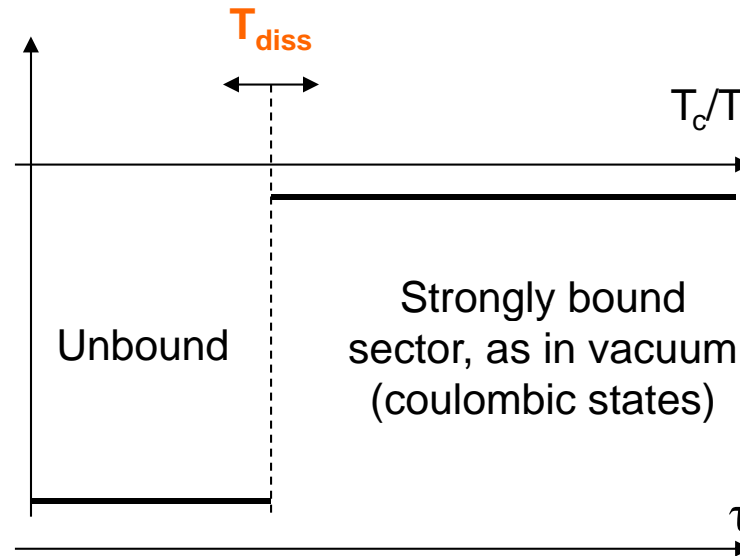 T_diss
T_c/T
Unbound
Strongly bound
sector, as in vacuum
(coulombic states)
τ